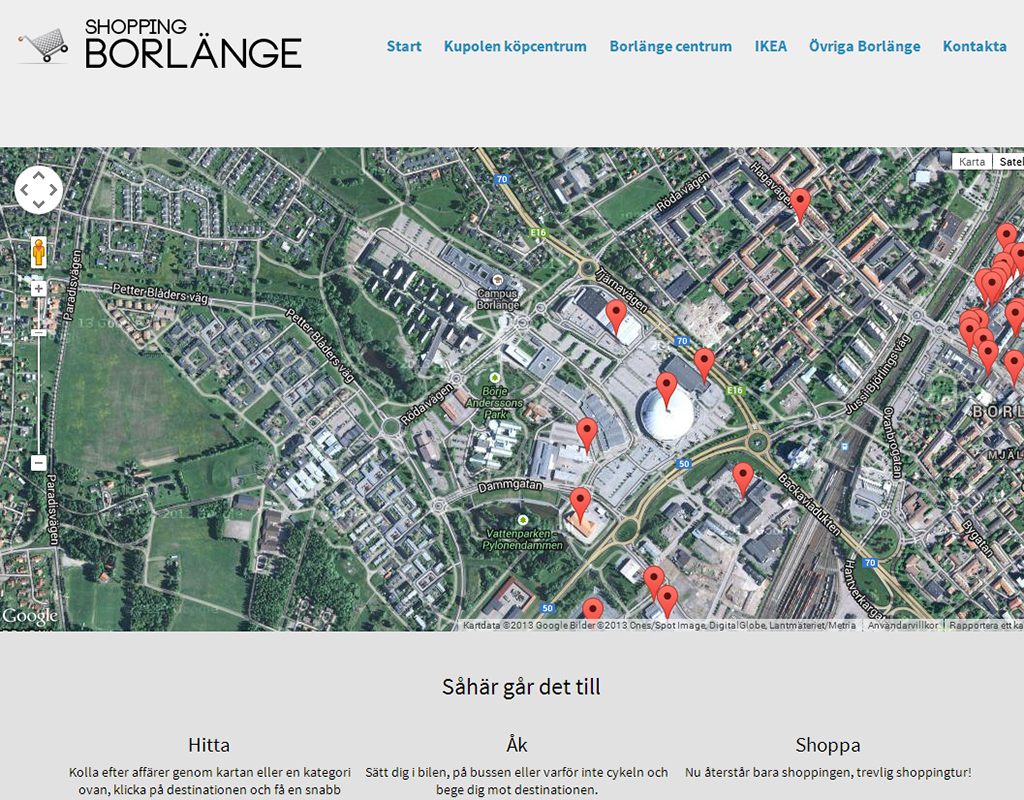 SHOPPING
BORLÄNGE
Start Kupolen köpcentrum Borlänge centrum IKEA Övriga Borlänge Kontakta
Karta Satel
70
Hagavägen
Rödavägen
E16
Paradisvägen
Tjärnavägen
Petter Blåders väg
Campus
Borlänge
Petter Blåders väg
70
Jussi Björlings väg
Börje
Anderssons
Park
E16
Rödavägen
BORL
Ovanbrogatan
MJÄL
50
Dammgatan
Backaviadukten
Paradisvägen
Vattenparken -
Pylonendammen
Bygatan
70
Hantverkargat
50
Google
Kartdata ©2013 Google Bilder ©2013 Cnes/Spot Image, DigitalGlobe, Lantmäteriet/Metria Användarvillkor Rapportera ett ka
Såhär går det till
Hitta Åk Shoppa
Kolla efter affärer genom kartan eller en kategori Sätt dig i bilen, på bussen eller varför inte cykeln och Nu återstår bara shoppingen, trevlig shoppingtur!
ovan, klicka på destinationen och få en snabb bege dig mot destinationen.